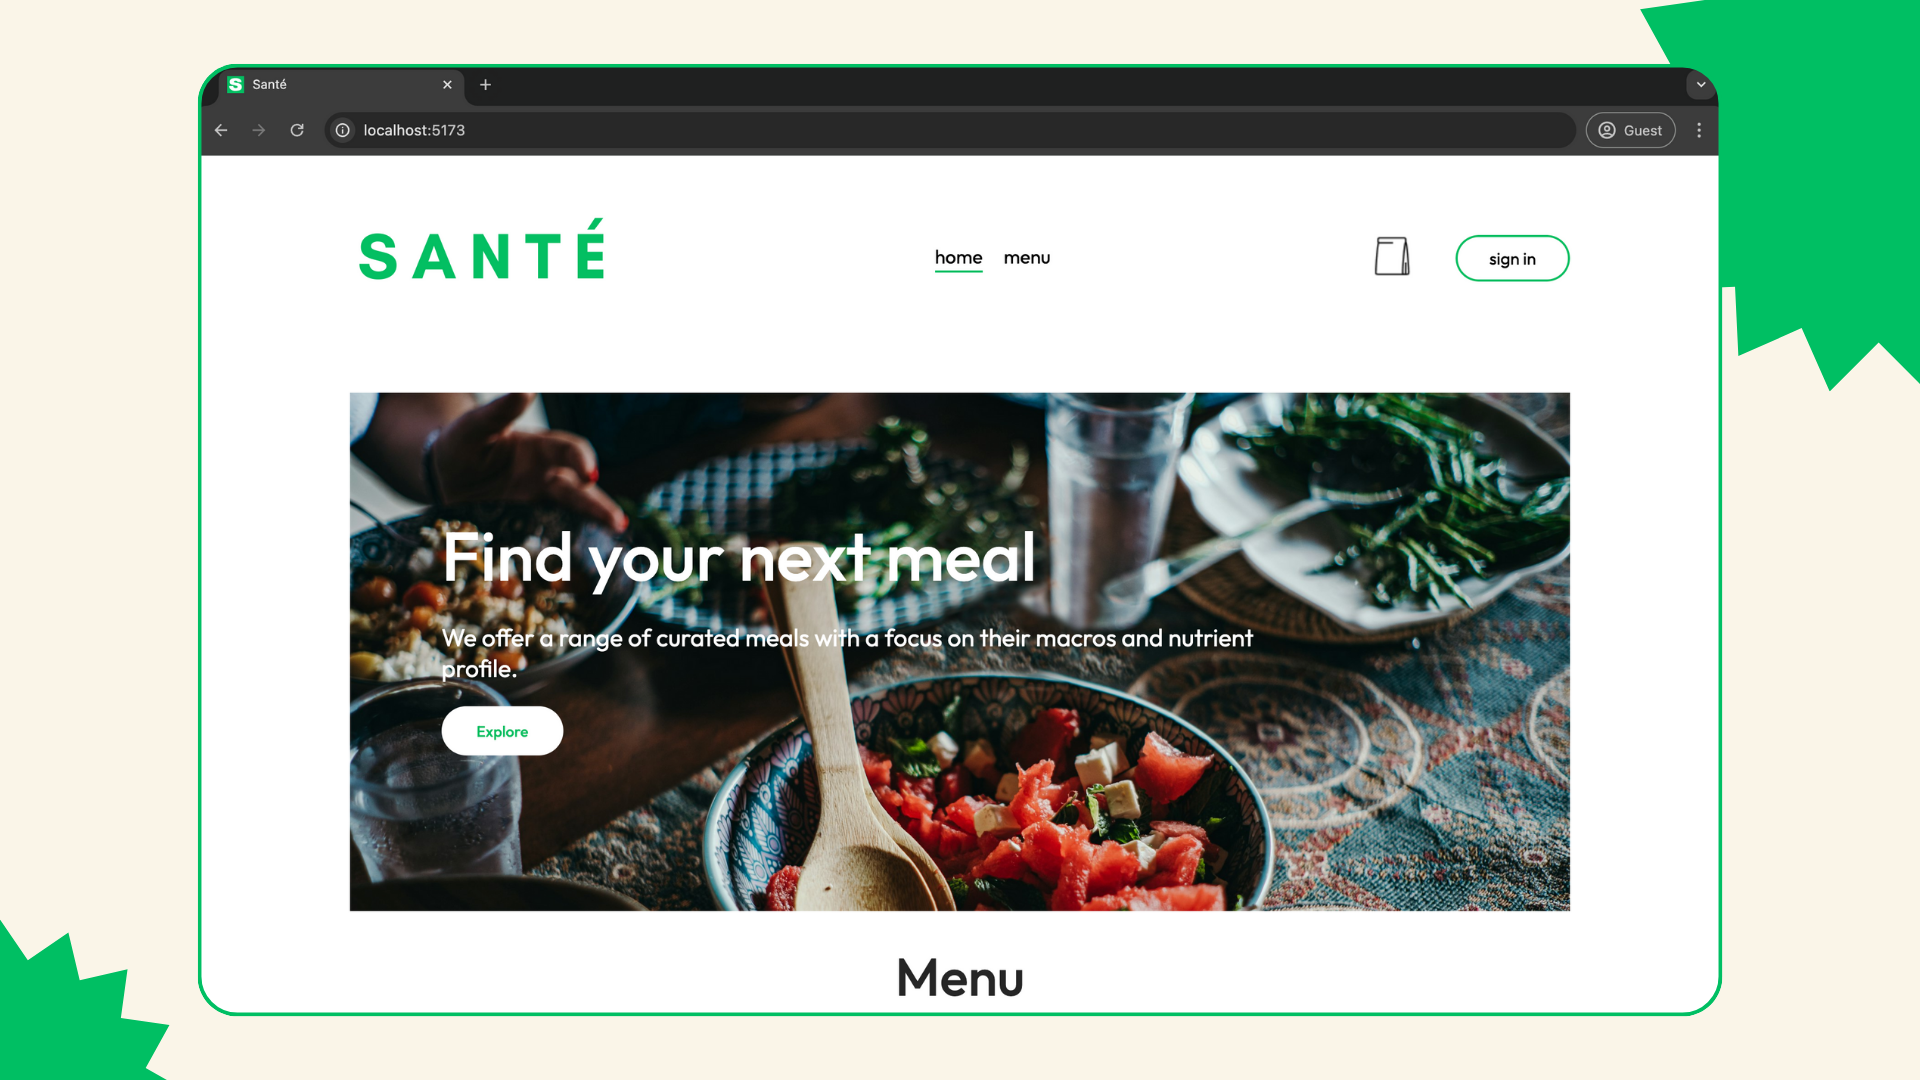 S Santé
localhost:5173
Guest
SANTÉ
home menu
sign in
Find your next meal
We offer a range of curated meals with a focus on their macros and nutrient
profile.
Explore
Menu